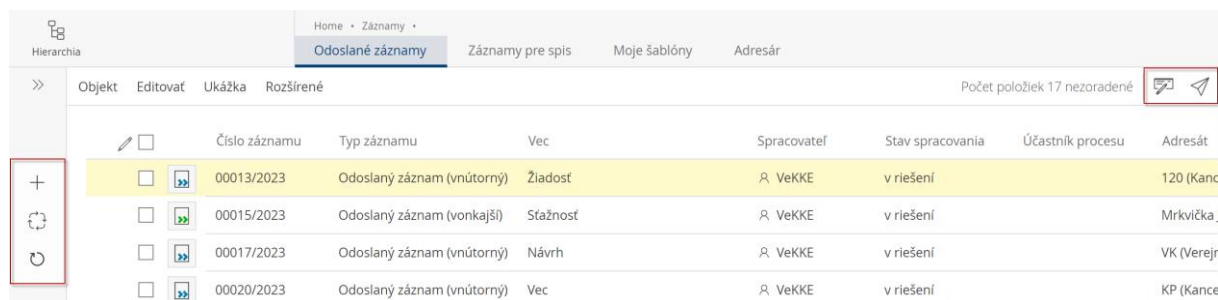 Home • Záznamy •
Hierarchia
Odoslané záznamy Záznamy pre spis Moje šablóny Adresár
Objekt Editovať Ukážka Rozšírené Počet položiek 17 nezoradené
Číslo záznamu Typ záznamu Vec Spracovateľ Stav spracovania Účastník procesu Adresát
00013/2023 Odoslaný záznam (vnútorný) Žiadosť VeKKE v riešení 120 (Kanc
00015/2023 Odoslaný záznam (vonkajší) Sťažnosť VeKKE v riešení Mrkvička
00017/2023 Odoslaný záznam (vnútorný) Návrh VeKKE v riešení VK (Verejn
00020/2023 Odoslaný záznam (vnútorný) Vec VeKKE v riešení KP (Kance